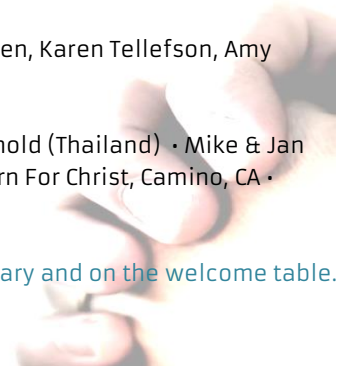 en, Karen Tellefson, Amy
nold (Thailand) • Mike & Jan
rn For Christ, Camino, CA •
ary and on the welcome table.